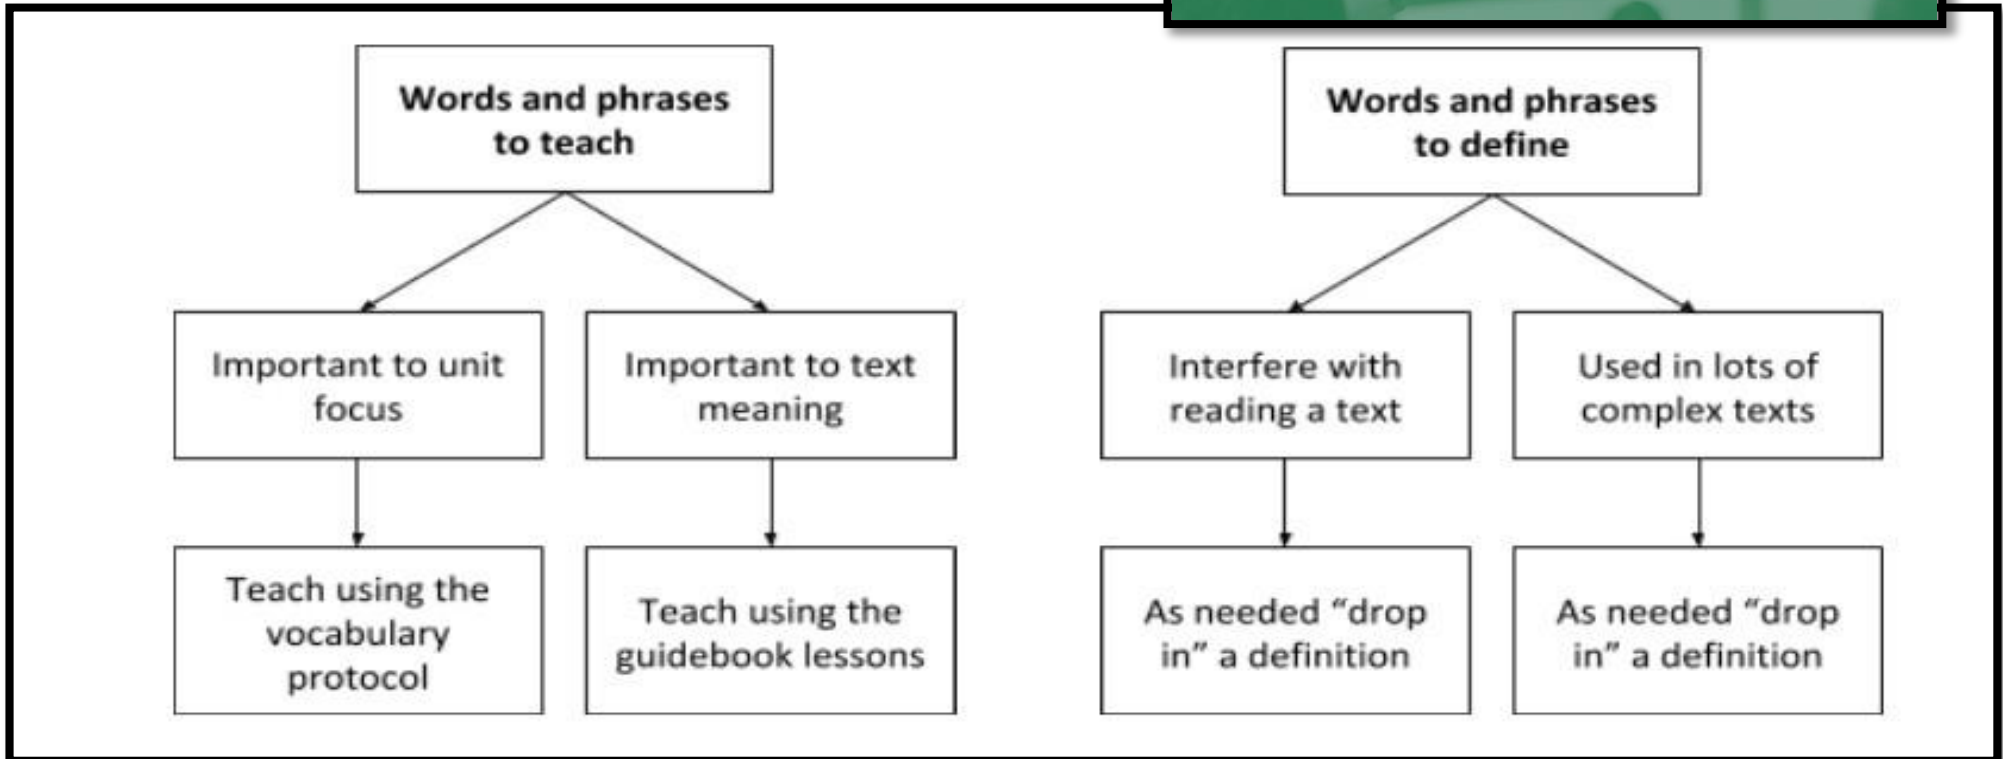 Words and phrases
to teach
Words and phrases
to define
Important to unit
focus
Important to text
meaning
Interfere with
reading a text
Used in lots of
complex texts
Teach using the
vocabulary
protocol
Teach using the
guidebook lessons
As needed “drop
in” a definition
As needed “drop
in” a definition